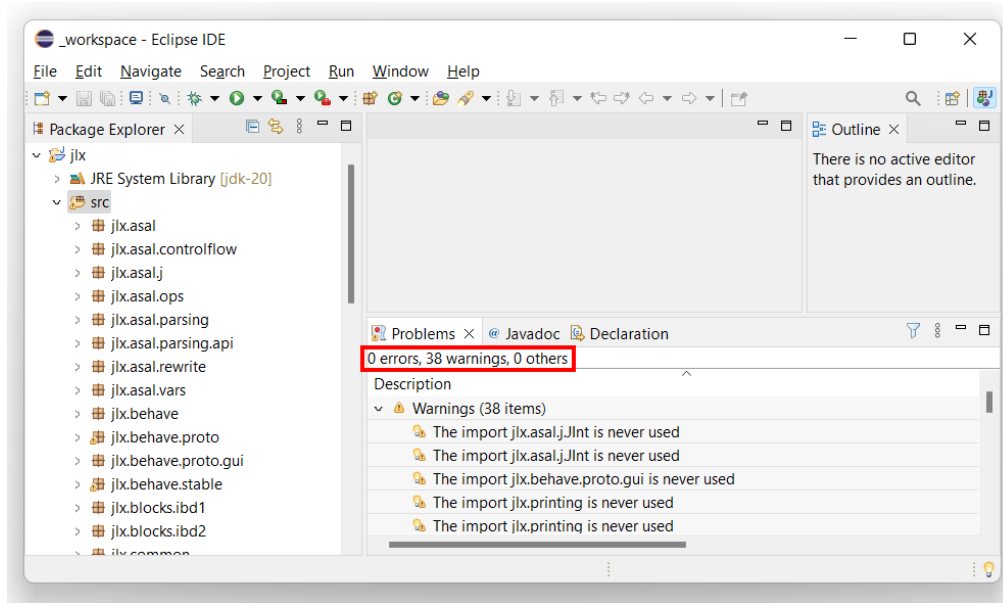 _workspace - Eclipse IDE
File Edit Navigate Search Project Run Window Help
Package Explorer
jlx
JRE System Library [jdk-20]
src
jlx.asal
jlx.asal.controlflow
jlx.asal.j
jlx.asal.ops
jlx.asal.parsing
jlx.asal.parsing.api
jlx.asal.rewrite
jlx.asal.vars
jlx.behave
jlx.behave.proto
jlx.behave.proto.gui
jlx.behave.stable
jlx.blocks.ibd1
jlx.blocks.ibd2
jlx.common
Outline
There is no active editor
that provides an outline.
Problems @ Javadoc Declaration
0 errors, 38 warnings, 0 others
Description
Warnings (38 items)
The import jlx.asal.j.JInt is never used
The import jlx.asal.j.JInt is never used
The import jlx.behave.proto.gui is never used
The import jlx.printing is never used
The import jlx.printing is never used